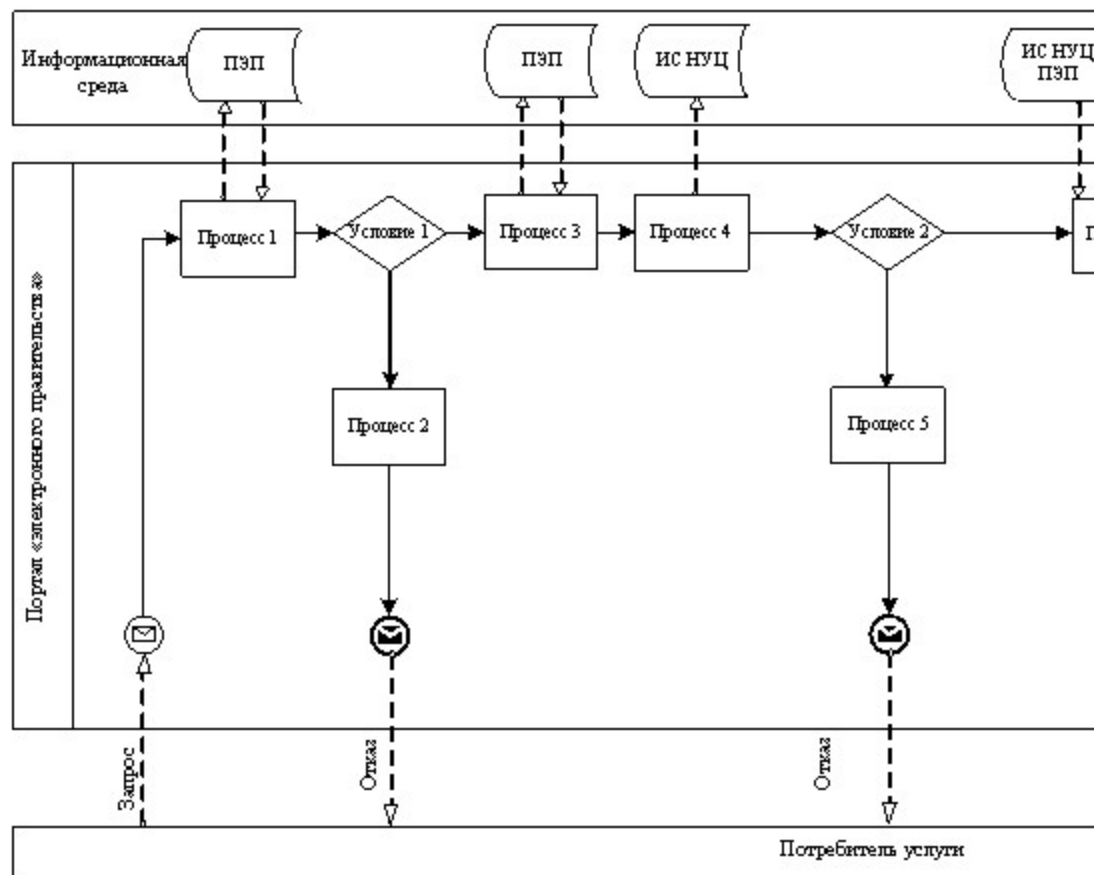 Информационная
среда
ПЭП
ПЭП
ИС НУЦ
ИС НУЦ
ПЭП
Портал «электронного правительства»
Процесс 1
Условие 1
Процесс 3
Процесс 4
Условие 2
П
Процесс 2
Процесс 5
Запрос
Отказ
Отказ
Потребитель услуги